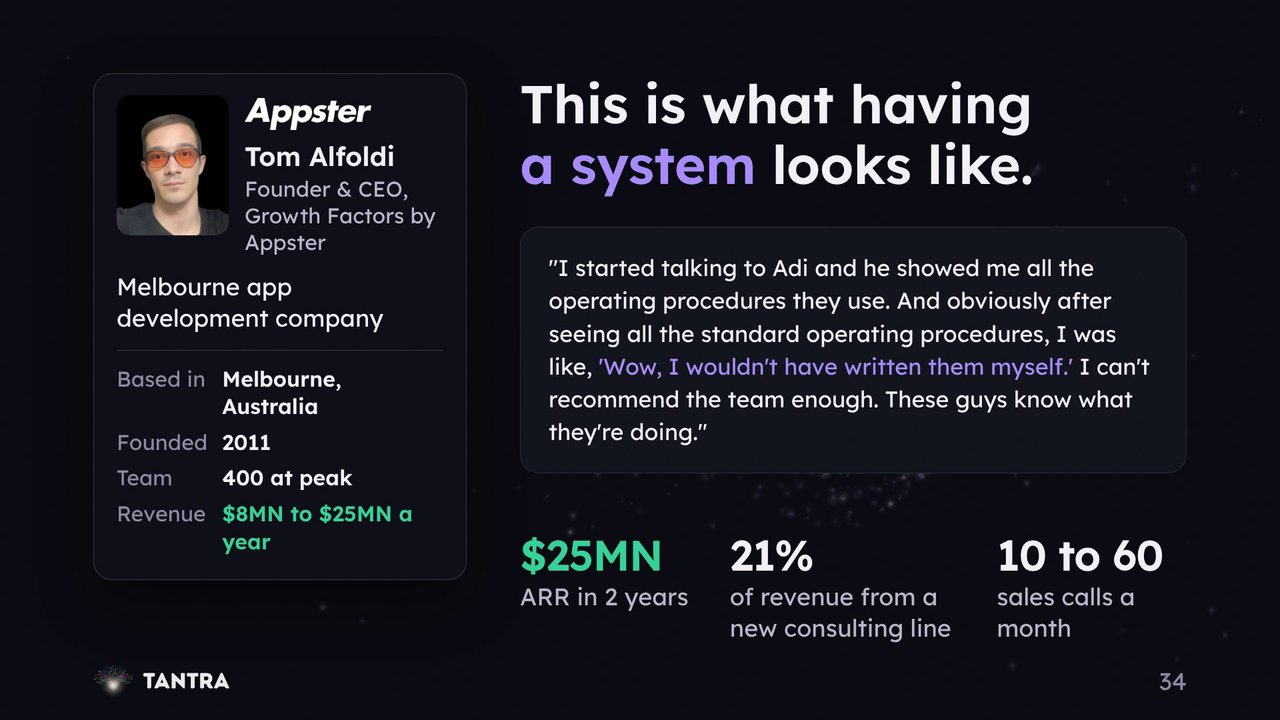 Appster
Tom Alfoldi
Founder & CEO,
Growth Factors by
Appster
Melbourne app
development company
Based in Melbourne,
Australia
Founded 2011
Team 400 at peak
Revenue $8MN to $25MN a
year
This is what having
a system looks like.
"I started talking to Adi and he showed me all the
operating procedures they use. And obviously after
seeing all the standard operating procedures, I was
like, 'Wow, I wouldn't have written them myself.' I can't
recommend the team enough. These guys know what
they're doing."
$25MN
ARR in 2 years
21%
of revenue from a
new consulting line
10 to 60
sales calls a
month
TANTRA
34